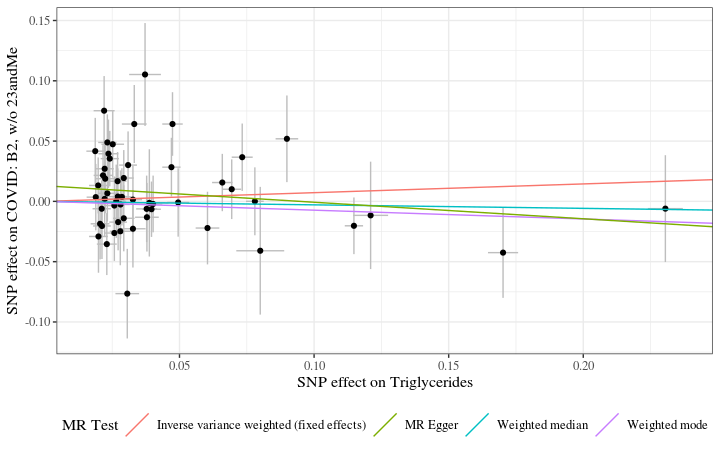 0.15
0.10
0.05
0.00
-0.05
-0.10
SNP effect on COVID: B2, w/o 23andMe
0.05 0.10 0.15 0.20
SNP effect on Triglycerides
MR Test Inverse variance weighted (fixed effects) MR Egger Weighted median Weighted mode